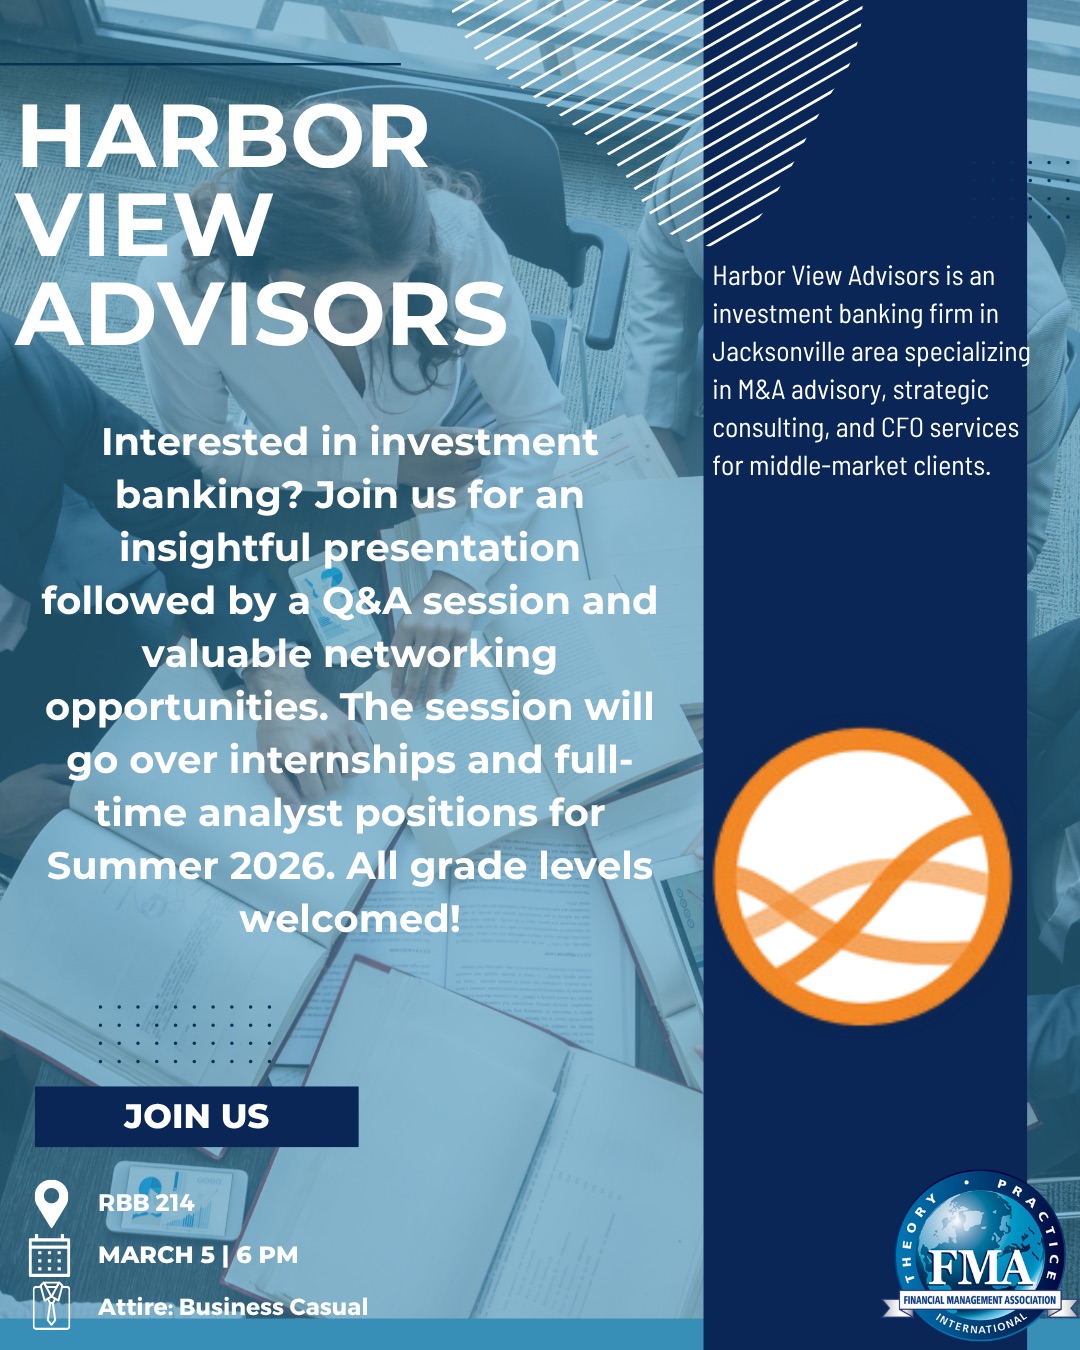 HARBOR
VIEW
ADVISORS
Harbor View Advisors is an
investment banking firm in
Jacksonville area specializing
in M&A advisory, strategic
consulting, and CFO services
for middle-market clients.
Interested in investment
banking? Join us for an
insightful presentation
followed by a Q&A session and
valuable networking
opportunities. The session will
go over internships and full-
time analyst positions for
Summer 2026. All grade levels
welcomed!
JOIN US
RBB 214
MARCH 5 | 6 PM
Attire: Business Casual
THEORY • PRACTICE
FMA
FINANCIAL MANAGEMENT ASSOCIATION
INTERNATIONAL